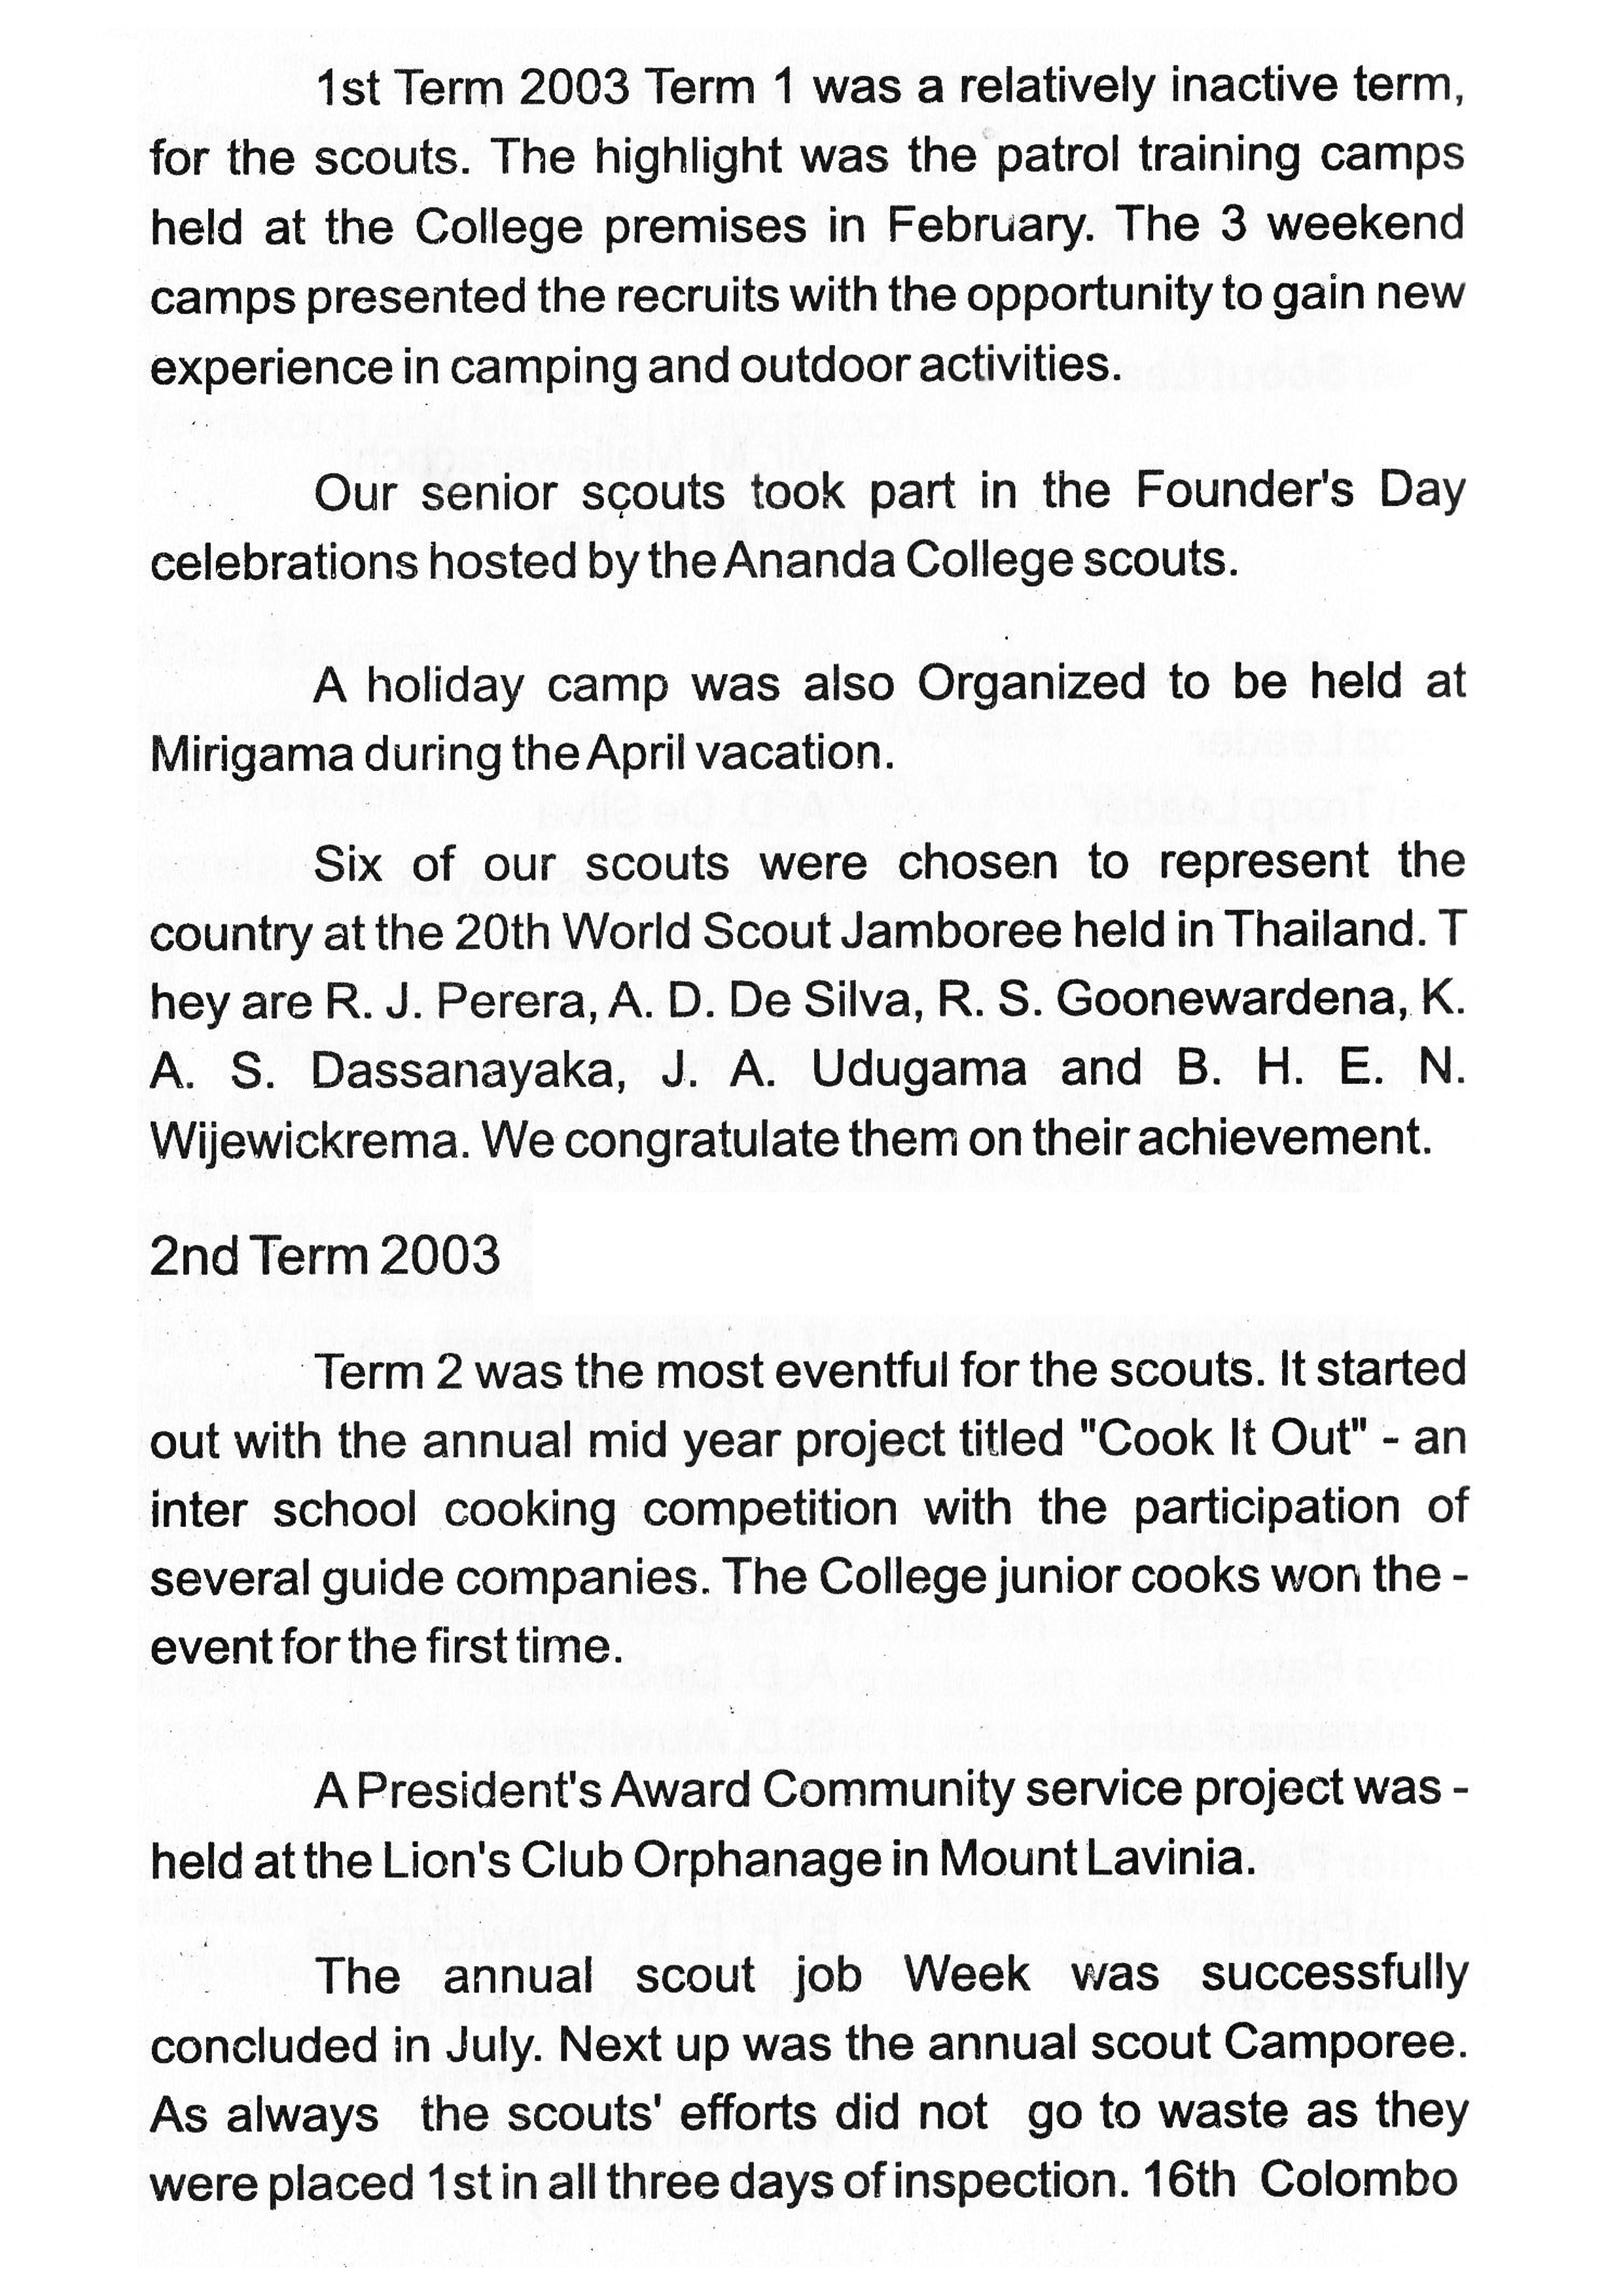 1st Term 2003 Term 1 was a relatively inactive term,
for the scouts. The highlight was the patrol training camps
held at the College premises in February. The 3 weekend
camps presented the recruits with the opportunity to gain new
experience in camping and outdoor activities.
Our senior scouts took part in the Founder's Day
celebrations hosted by the Ananda College scouts.
A holiday camp was also Organized to be held at
Mirigama during the April vacation.
Six of our scouts were chosen to represent the
country at the 20th World Scout Jamboree held in Thailand. T
hey are R. J. Perera, A. D. De Silva, R. S. Goonewardena, K.
A. S. Dassanayaka, J. A. Udugama and B. H. E. N.
Wijewickrema. We congratulate them on their achievement.
2nd Term 2003
Term 2 was the most eventful for the scouts. It started
out with the annual mid year project titled "Cook It Out" - an
inter school cooking competition with the participation of
several guide companies. The College junior cooks won the -
event for the first time.
A President's Award Community service project was -
held at the Lion's Club Orphanage in Mount Lavinia.
The annual scout job Week was successfully
concluded in July. Next up was the annual scout Camporee.
As always the scouts' efforts did not go to waste as they
were placed 1st in all three days of inspection. 16th Colombo